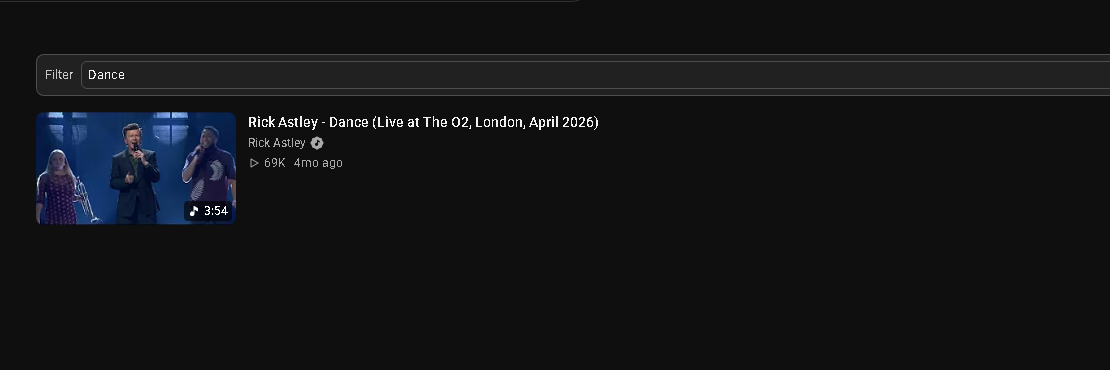 Filter
Dance
Rick Astley - Dance (Live at The O2, London, April 2026)
Rick Astley
69K 4mo ago
3:54